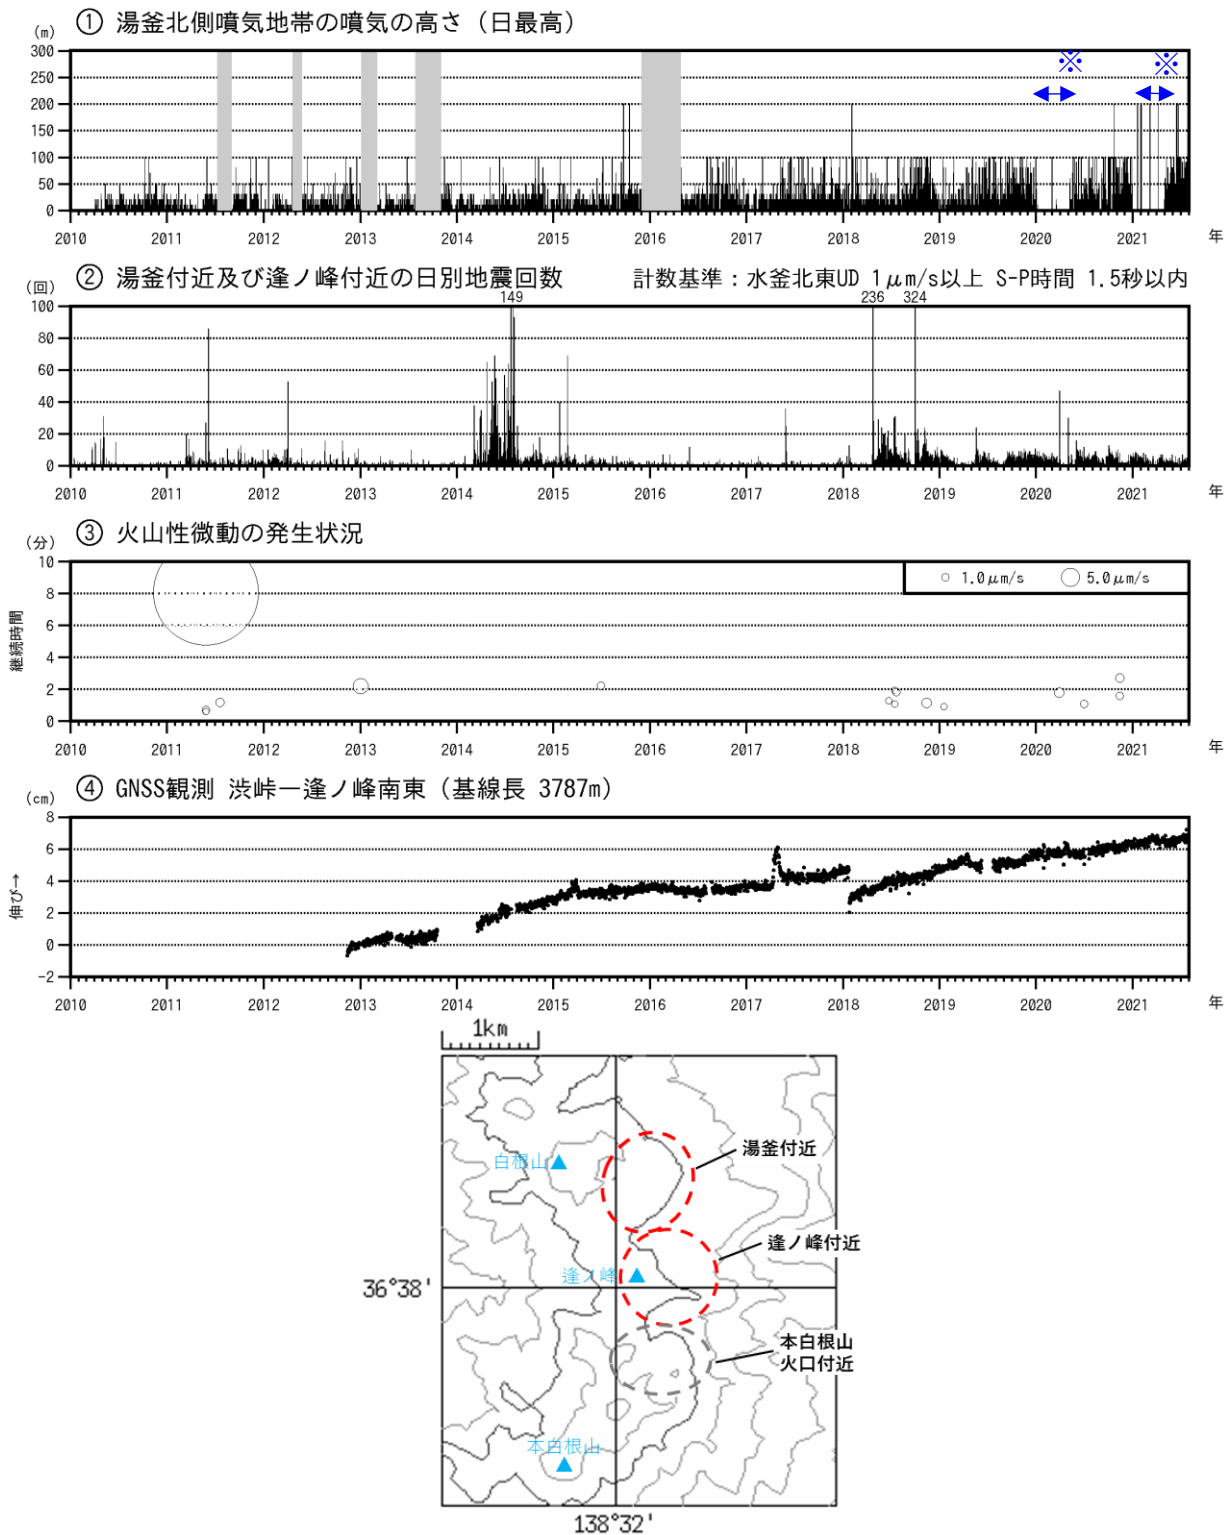 ① 湯釜北側噴気地帯の噴気の高さ（日最高）
（m）
300
250
200
150
100
50
0
※ ※
2010 2011 2012 2013 2014 2015 2016 2017 2018 2019 2020 2021 年
② 湯釜付近及び逢ノ峰付近の日別地震回数 計数基準：水釜北東UD 1μm/s以上 S-P時間 1.5秒以内
（回）
149 236 324
100
80
60
40
20
0
2010 2011 2012 2013 2014 2015 2016 2017 2018 2019 2020 2021 年
③ 火山性微動の発生状況
（分）
継続時間
10
8
6
4
2
0
1.0μm/s 5.0μm/s
2010 2011 2012 2013 2014 2015 2016 2017 2018 2019 2020 2021 年
④ GNSS観測 渋峠－逢ノ峰南東（基線長 3787m）
（cm）
伸び→
8
6
4
2
0
-2
2010 2011 2012 2013 2014 2015 2016 2017 2018 2019 2020 2021 年
1km
湯釜付近
白根山
逢ノ峰付近
逢ノ峰
36°38'
本白根山
火口付近
本白根山
138°32'